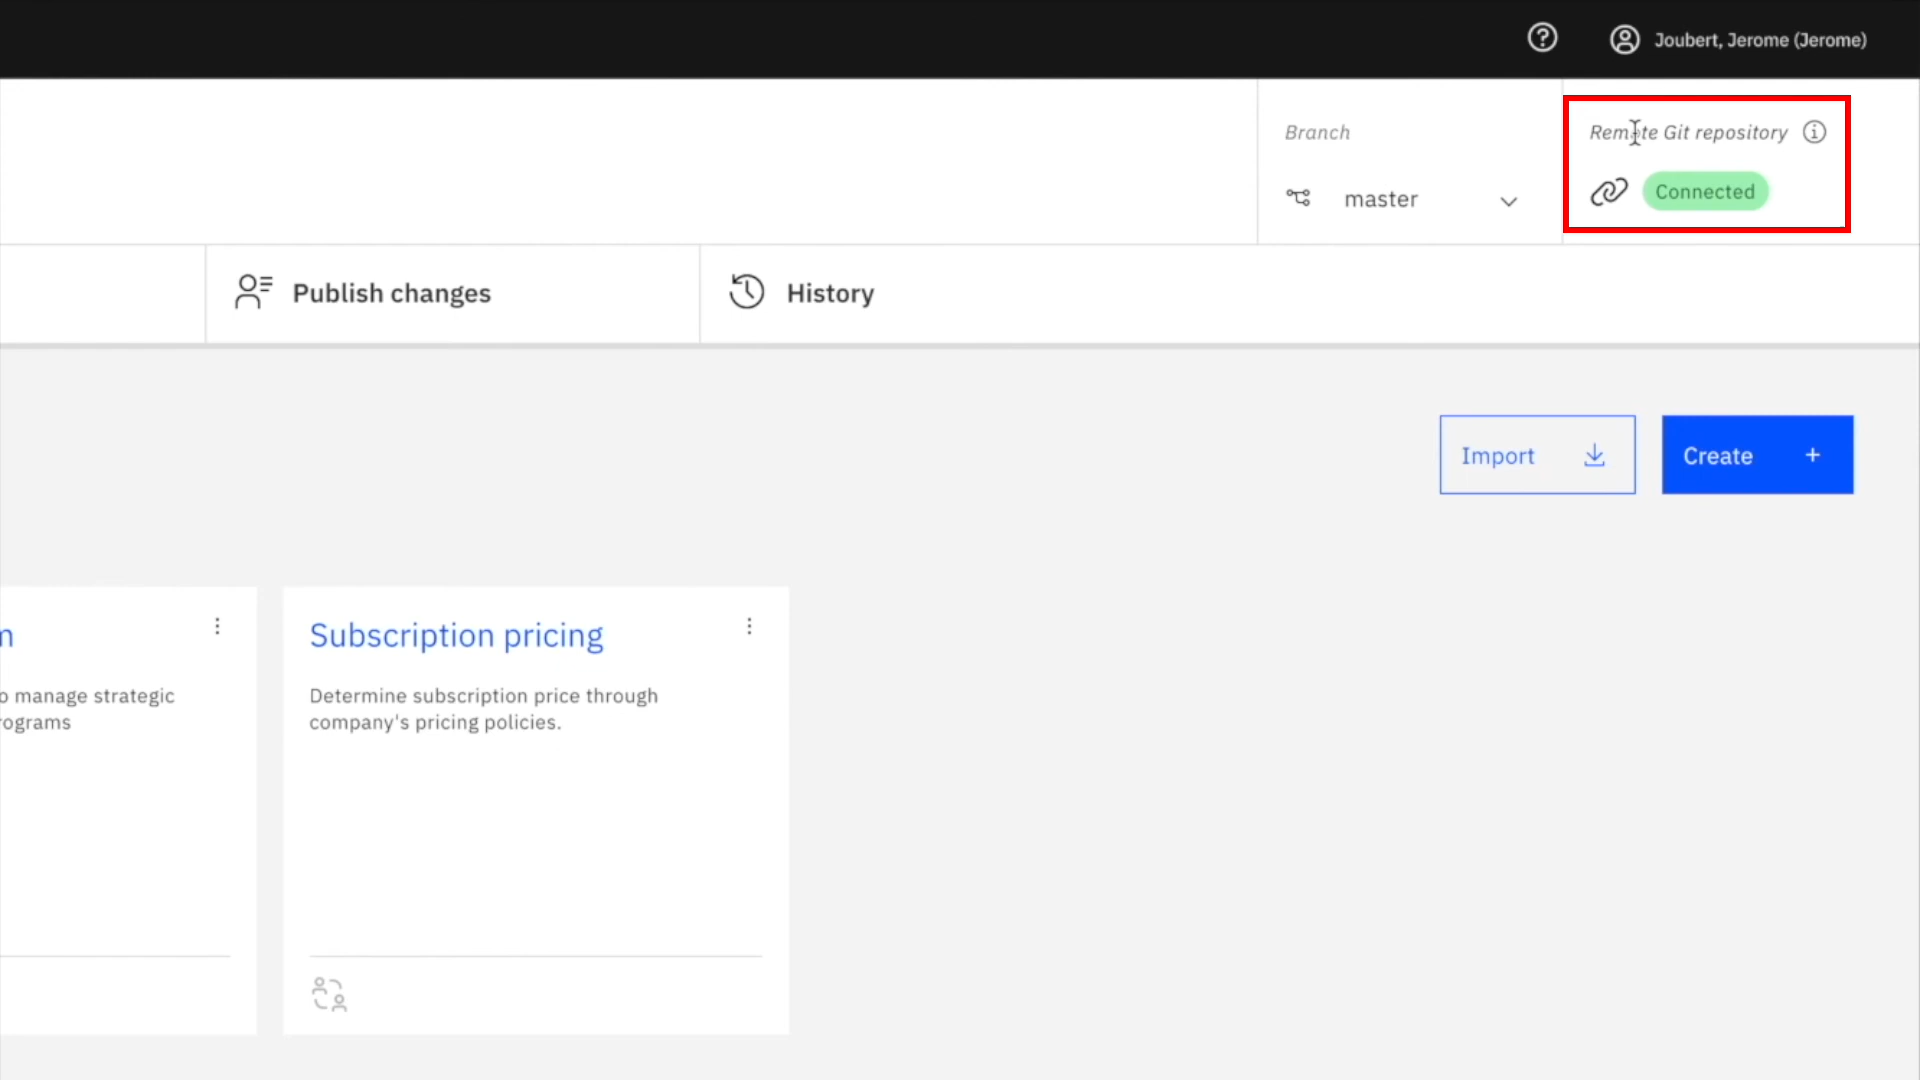 Joubert, Jerome (Jerome)
Branch
Remote Git repository
master
Connected
Publish changes
History
Import
Create +
Subscription pricing
manage strategic
Determine subscription price through
company's pricing policies.